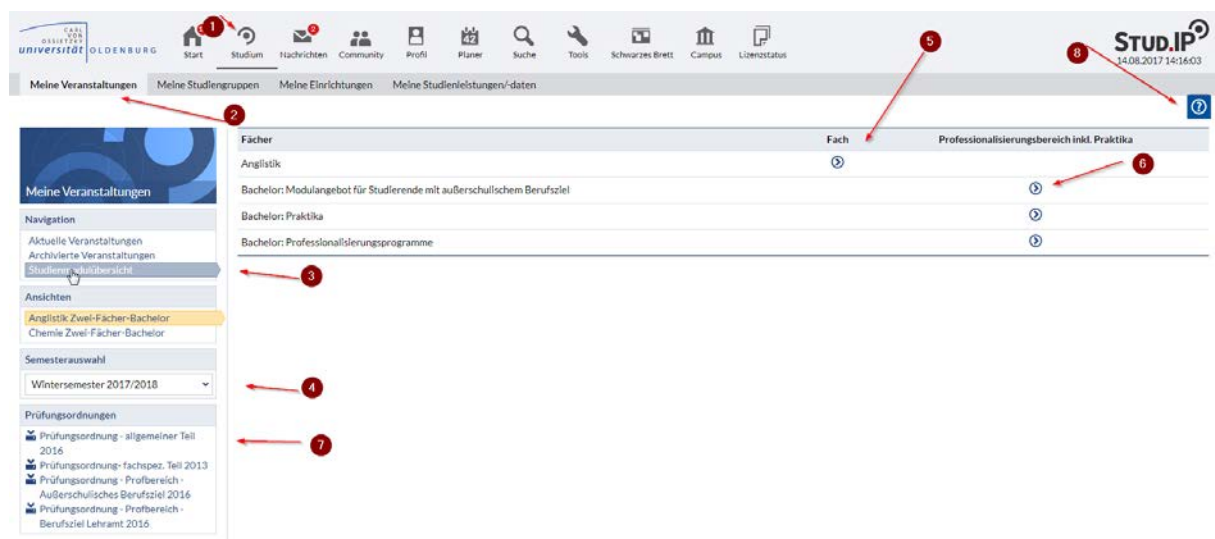 CARL
VON
OSSIETZKY
universität OLDENBURG
1
Start
Studium
Nachrichten
Community
Profil
42
Planer
Suche
Tools
Schwarzes Brett
Campus
Lizenzstatus
5
8
STUD.IP
14.08.2017 14:16:03
Meine Veranstaltungen
Meine Studiengruppen
Meine Einrichtungen
Meine Studienleistungen/-daten
2
?
Fächer
Fach
Professionalisierungsbereich inkl. Praktika
Anglistik
6
Meine Veranstaltungen
Bachelor: Modulangebot für Studierende mit außerschulischem Berufsziel
Bachelor: Praktika
Bachelor: Professionalisierungsprogramme
Navigation
Aktuelle Veranstaltungen
Archivierte Veranstaltungen
Studienmodulübersicht
3
Ansichten
Anglistik Zwei-Fächer-Bachelor
Chemie Zwei-Fächer-Bachelor
Semesterauswahl
Wintersemester 2017/2018
4
Prüfungsordnungen
Prüfungsordnung - allgemeiner Teil
2016
Prüfungsordnung- fachspez. Teil 2013
Prüfungsordnung - Profbereich -
Außerschulisches Berufsziel 2016
Prüfungsordnung - Profbereich -
Berufsziel Lehramt 2016
7